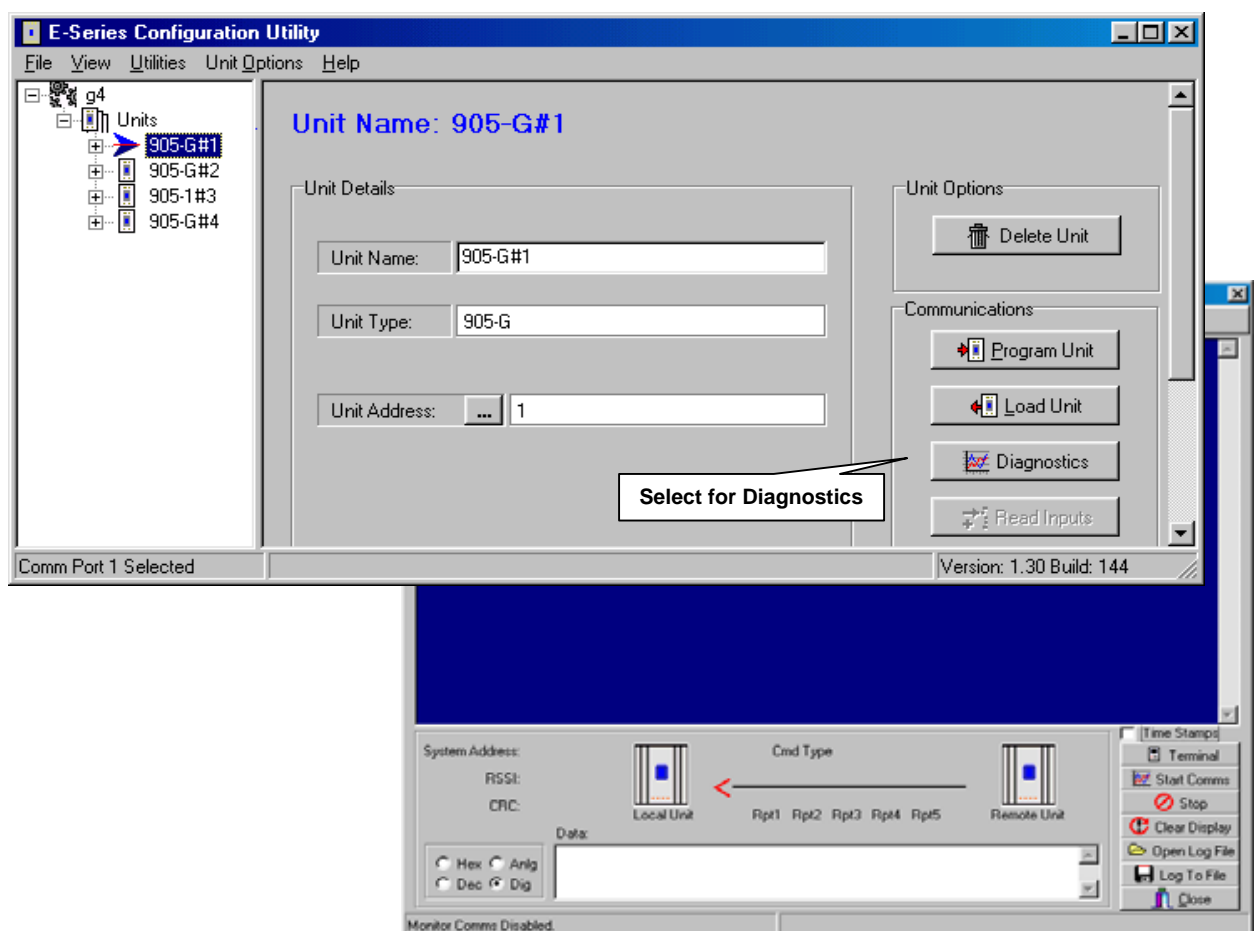 E-Series Configuration Utility
File View Utilities Unit Options Help
g4
Units
905-G#1
905-G#2
905-1#3
905-G#4
Unit Name: 905-G#1
Unit Details
Unit Name: 905-G#1
Unit Type: 905-G
Unit Address: ... 1
Unit Options
Delete Unit
Communications
Program Unit
Load Unit
Diagnostics
Read Inputs
Select for Diagnostics
Comm Port 1 Selected
Version: 1.30 Build: 144
System Address:
RSSI:
CRC:
Local Unit
Cmd Type
Rpt1 Rpt2 Rpt3 Rpt4 Rpt5
Remote Unit
Data:
Hex Anlg
Dec Dig
Time Stamps
Terminal
Start Comms
Stop
Clear Display
Open Log File
Log To File
Close
Monitor Comms Disabled.